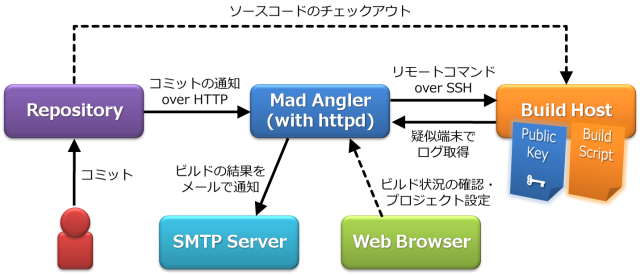 ソースコードのチェックアウト
コミットの通知
over HTTP
リモートコマンド
over SSH
Repository
Mad Angler
(with httpd)
Build Host
疑似端末で
ログ取得
Public
Key
Build
Script
コミット
ビルドの結果を
メールで通知
ビルド状況の確認・
プロジェクト設定
SMTP Server
Web Browser